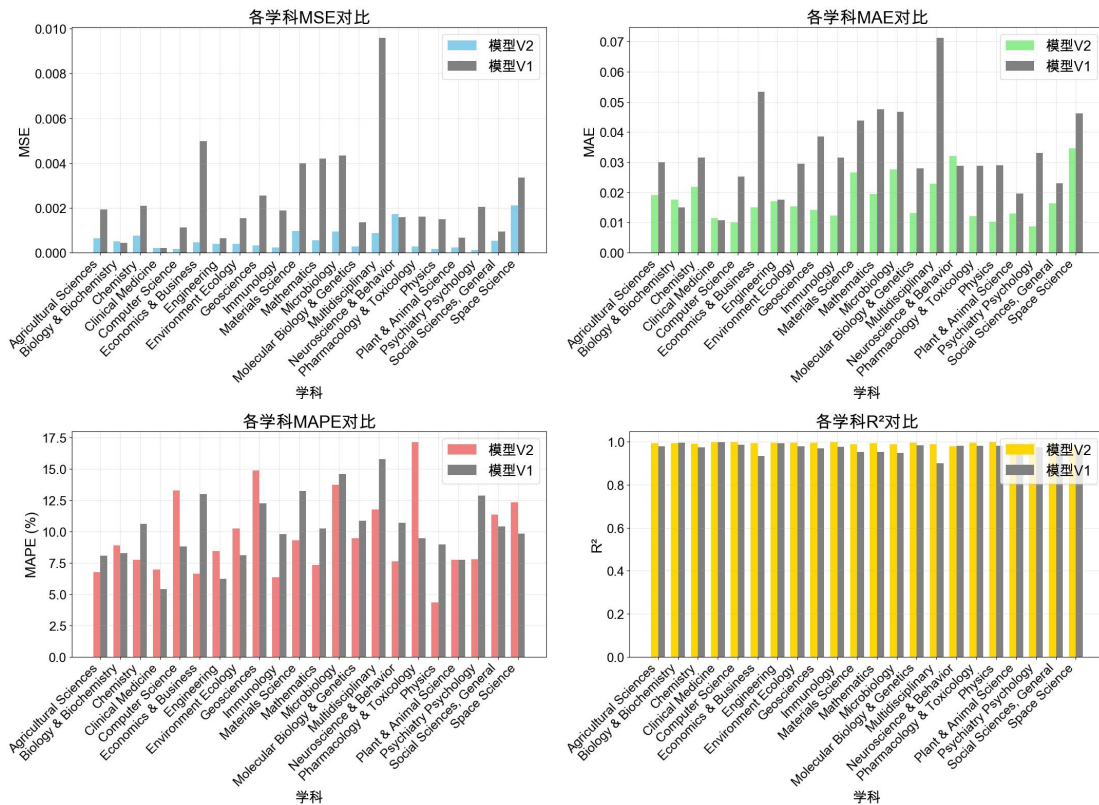 各学科MSE对比
模型V2
模型V1
MSE
0.010
0.008
0.006
0.004
0.002
0.000
Agricultural Sciences
Biology & Biochemistry
Chemistry
Clinical Medicine
Computer Science
Economics & Business
Engineering
Environment Ecology
Geosciences
Immunology
Materials Science
Mathematics
Microbiology
Molecular Biology & Genetics
Multidisciplinary
Neuroscience & Behavior
Pharmacology & Toxicology
Physics
Plant & Animal Science
Psychiatry Psychology
Social Sciences, General
Space Science
学科
各学科MAE对比
模型V2
模型V1
MAE
0.07
0.06
0.05
0.04
0.03
0.02
0.01
0.00
Agricultural Sciences
Biology & Biochemistry
Chemistry
Clinical Medicine
Computer Science
Economics & Business
Engineering
Environment Ecology
Geosciences
Immunology
Materials Science
Mathematics
Microbiology
Molecular Biology & Genetics
Multidisciplinary
Neuroscience & Behavior
Pharmacology & Toxicology
Physics
Plant & Animal Science
Psychiatry Psychology
Social Sciences, General
Space Science
学科
各学科MAPE对比
模型V2
模型V1
MAPE (%)
17.5
15.0
12.5
10.0
7.5
5.0
2.5
0.0
Agricultural Sciences
Biology & Biochemistry
Chemistry
Clinical Medicine
Computer Science
Economics & Business
Engineering
Environment Ecology
Geosciences
Immunology
Materials Science
Mathematics
Microbiology
Molecular Biology & Genetics
Multidisciplinary
Neuroscience & Behavior
Pharmacology & Toxicology
Physics
Plant & Animal Science
Psychiatry Psychology
Social Sciences, General
Space Science
学科
各学科R²对比
模型V2
模型V1
R²
1.0
0.8
0.6
0.4
0.2
0.0
Agricultural Sciences
Biology & Biochemistry
Chemistry
Clinical Medicine
Computer Science
Economics & Business
Engineering
Environment Ecology
Geosciences
Immunology
Materials Science
Mathematics
Microbiology
Molecular Biology & Genetics
Multidisciplinary
Neuroscience & Behavior
Pharmacology & Toxicology
Physics
Plant & Animal Science
Psychiatry Psychology
Social Sciences, General
Space Science
学科